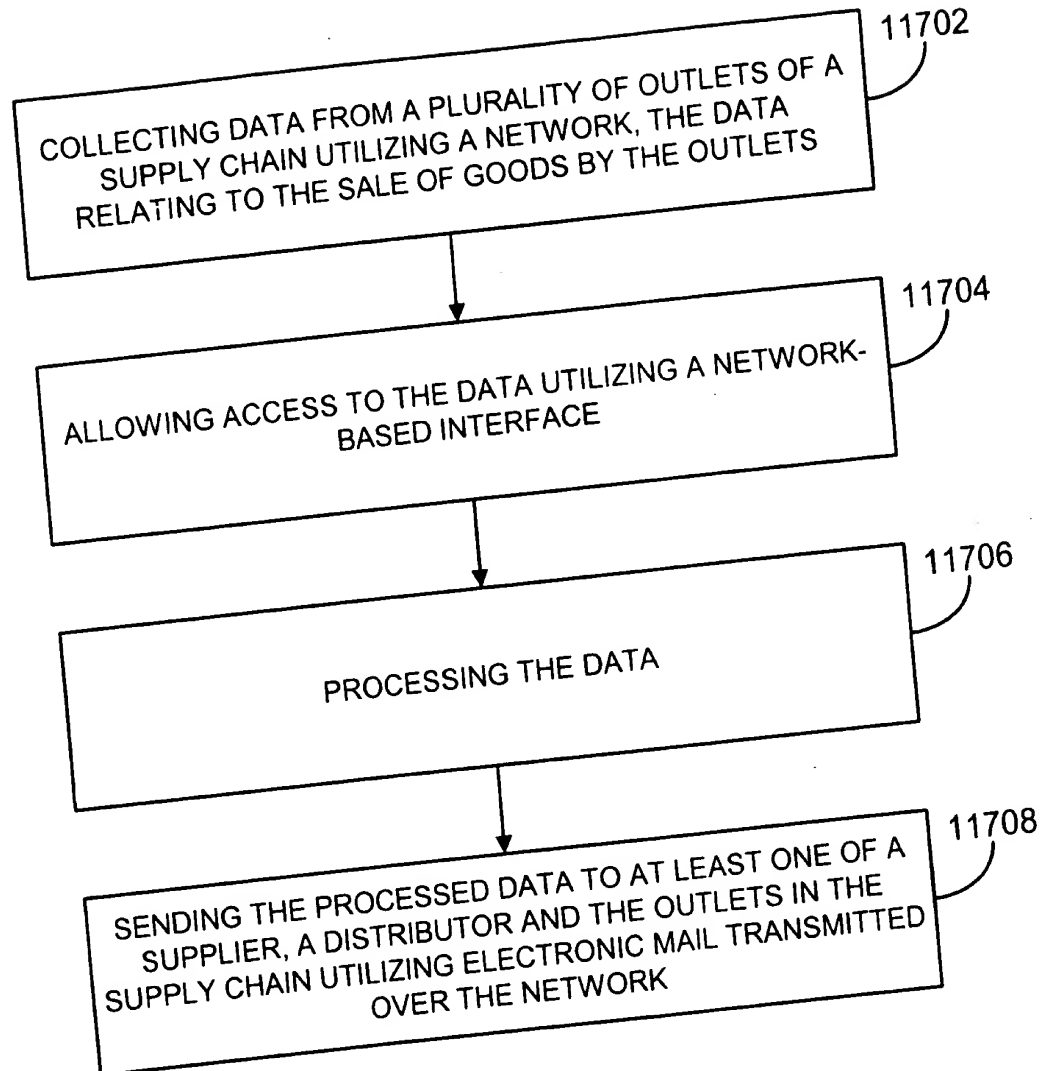 11702
COLLECTING DATA FROM A PLURALITY OF OUTLETS OF A
SUPPLY CHAIN UTILIZING A NETWORK, THE DATA
RELATING TO THE SALE OF GOODS BY THE OUTLETS
11704
ALLOWING ACCESS TO THE DATA UTILIZING A NETWORK-
BASED INTERFACE
11706
PROCESSING THE DATA
11708
SENDING THE PROCESSED DATA TO AT LEAST ONE OF A
SUPPLIER, A DISTRIBUTOR AND THE OUTLETS IN THE
SUPPLY CHAIN UTILIZING ELECTRONIC MAIL TRANSMITTED
OVER THE NETWORK